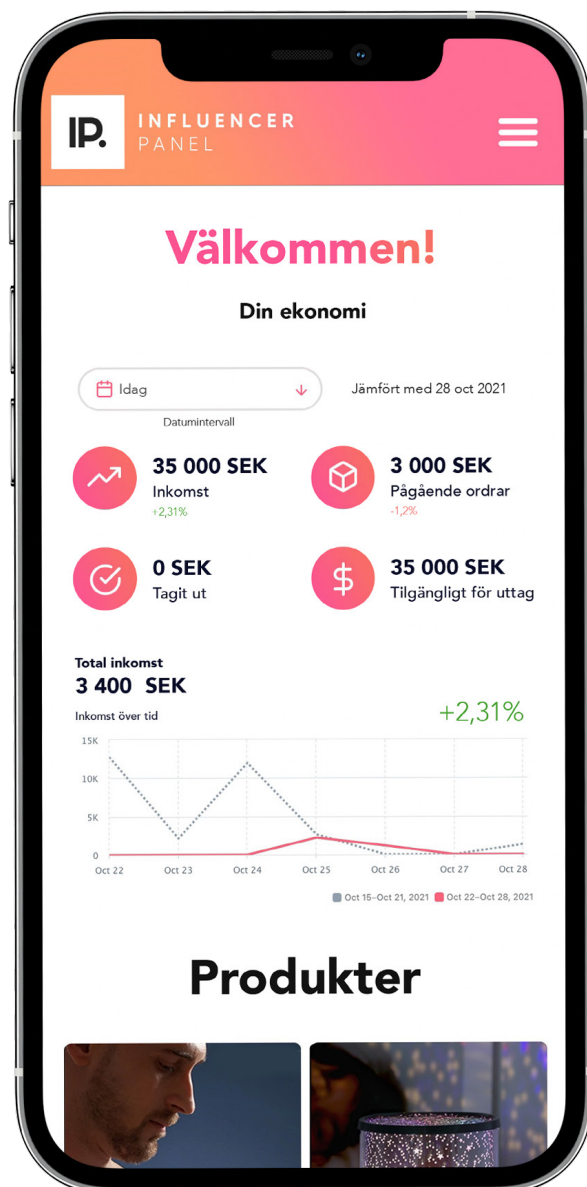 IP.
INFLUENCER
PANEL
Välkommen!
Din ekonomi
Idag
Jämfört med 28 oct 2021
Datumintervall
35 000 SEK
Inkomst
+2,31%
3 000 SEK
Pågående ordrar
-1,2%
0 SEK
Tagit ut
35 000 SEK
Tilgängligt för uttag
Total inkomst
3 400 SEK
Inkomst över tid
+2,31%
15K
10K
5K
0
Oct 22 Oct 23 Oct 24 Oct 25 Oct 26 Oct 27 Oct 28
Oct 15–Oct 21, 2021 Oct 22–Oct 28, 2021
Produkter